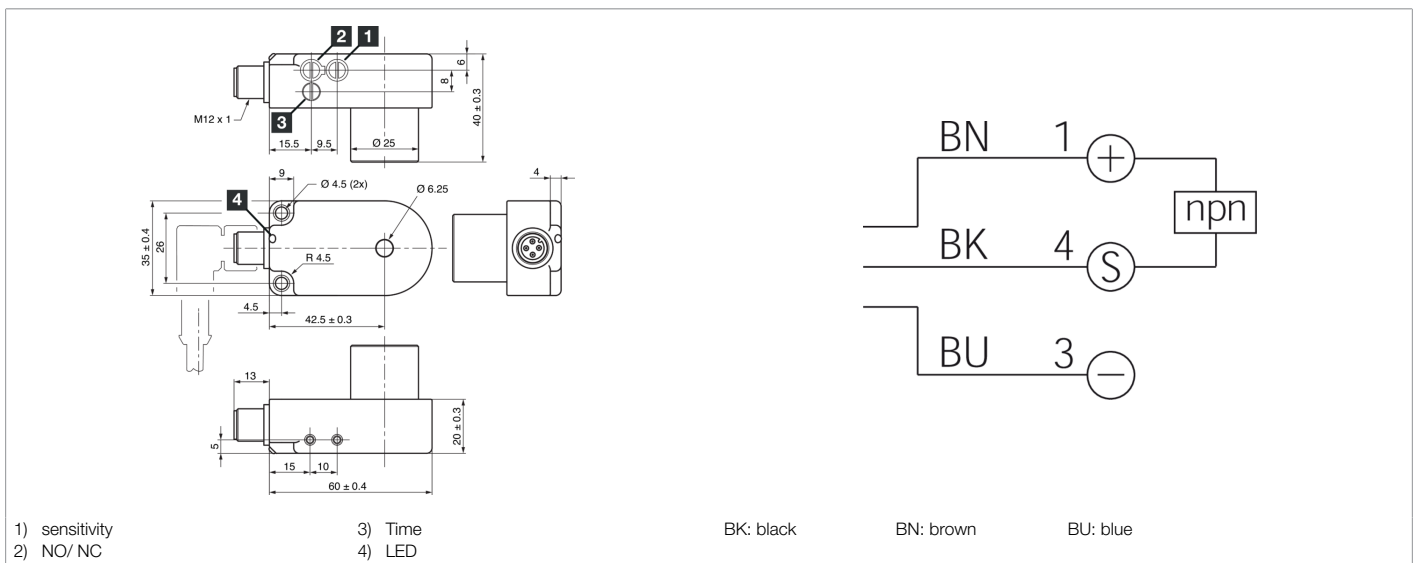 2 1
6
8
40 ± 0.3
M12 x 1
3
15.5 9.5 Ø 25
9
Ø 4.5 (2x)
Ø 6.25
4
4
35 ± 0.4
26
R 4.5
4.5
42.5 ± 0.3
13
5
20 ± 0.3
15 10
60 ± 0.4
BN 1 +
npn
BK 4 S
BU 3 −
1) sensitivity
2) NO/ NC
3) Time
4) LED
BK: black BN: brown BU: blue